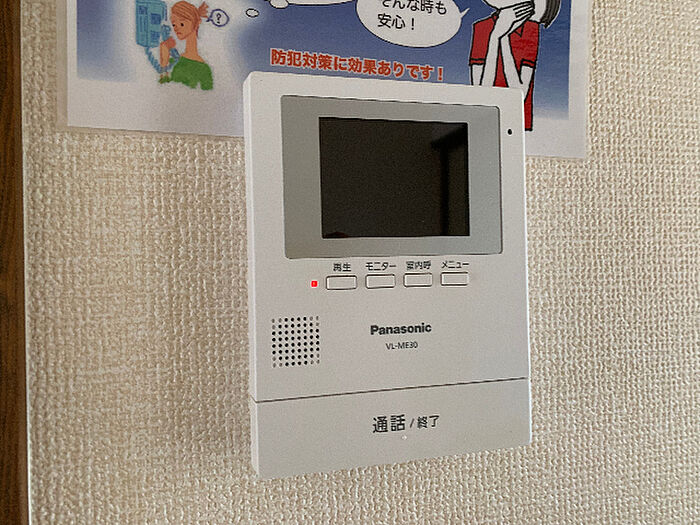 そんな時も
安心！
?
防犯対策に効果ありです！
再生 モニター 室内呼 メニュー
Panasonic
VL-ME30
通話 / 終了